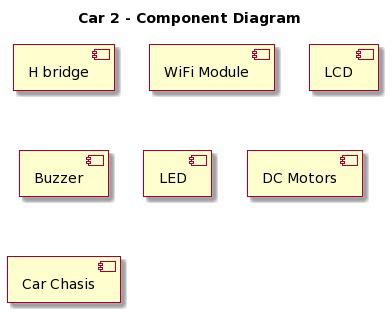 Car 2 - Component Diagram
H bridge
WiFi Module
LCD
Buzzer
LED
DC Motors
Car Chasis